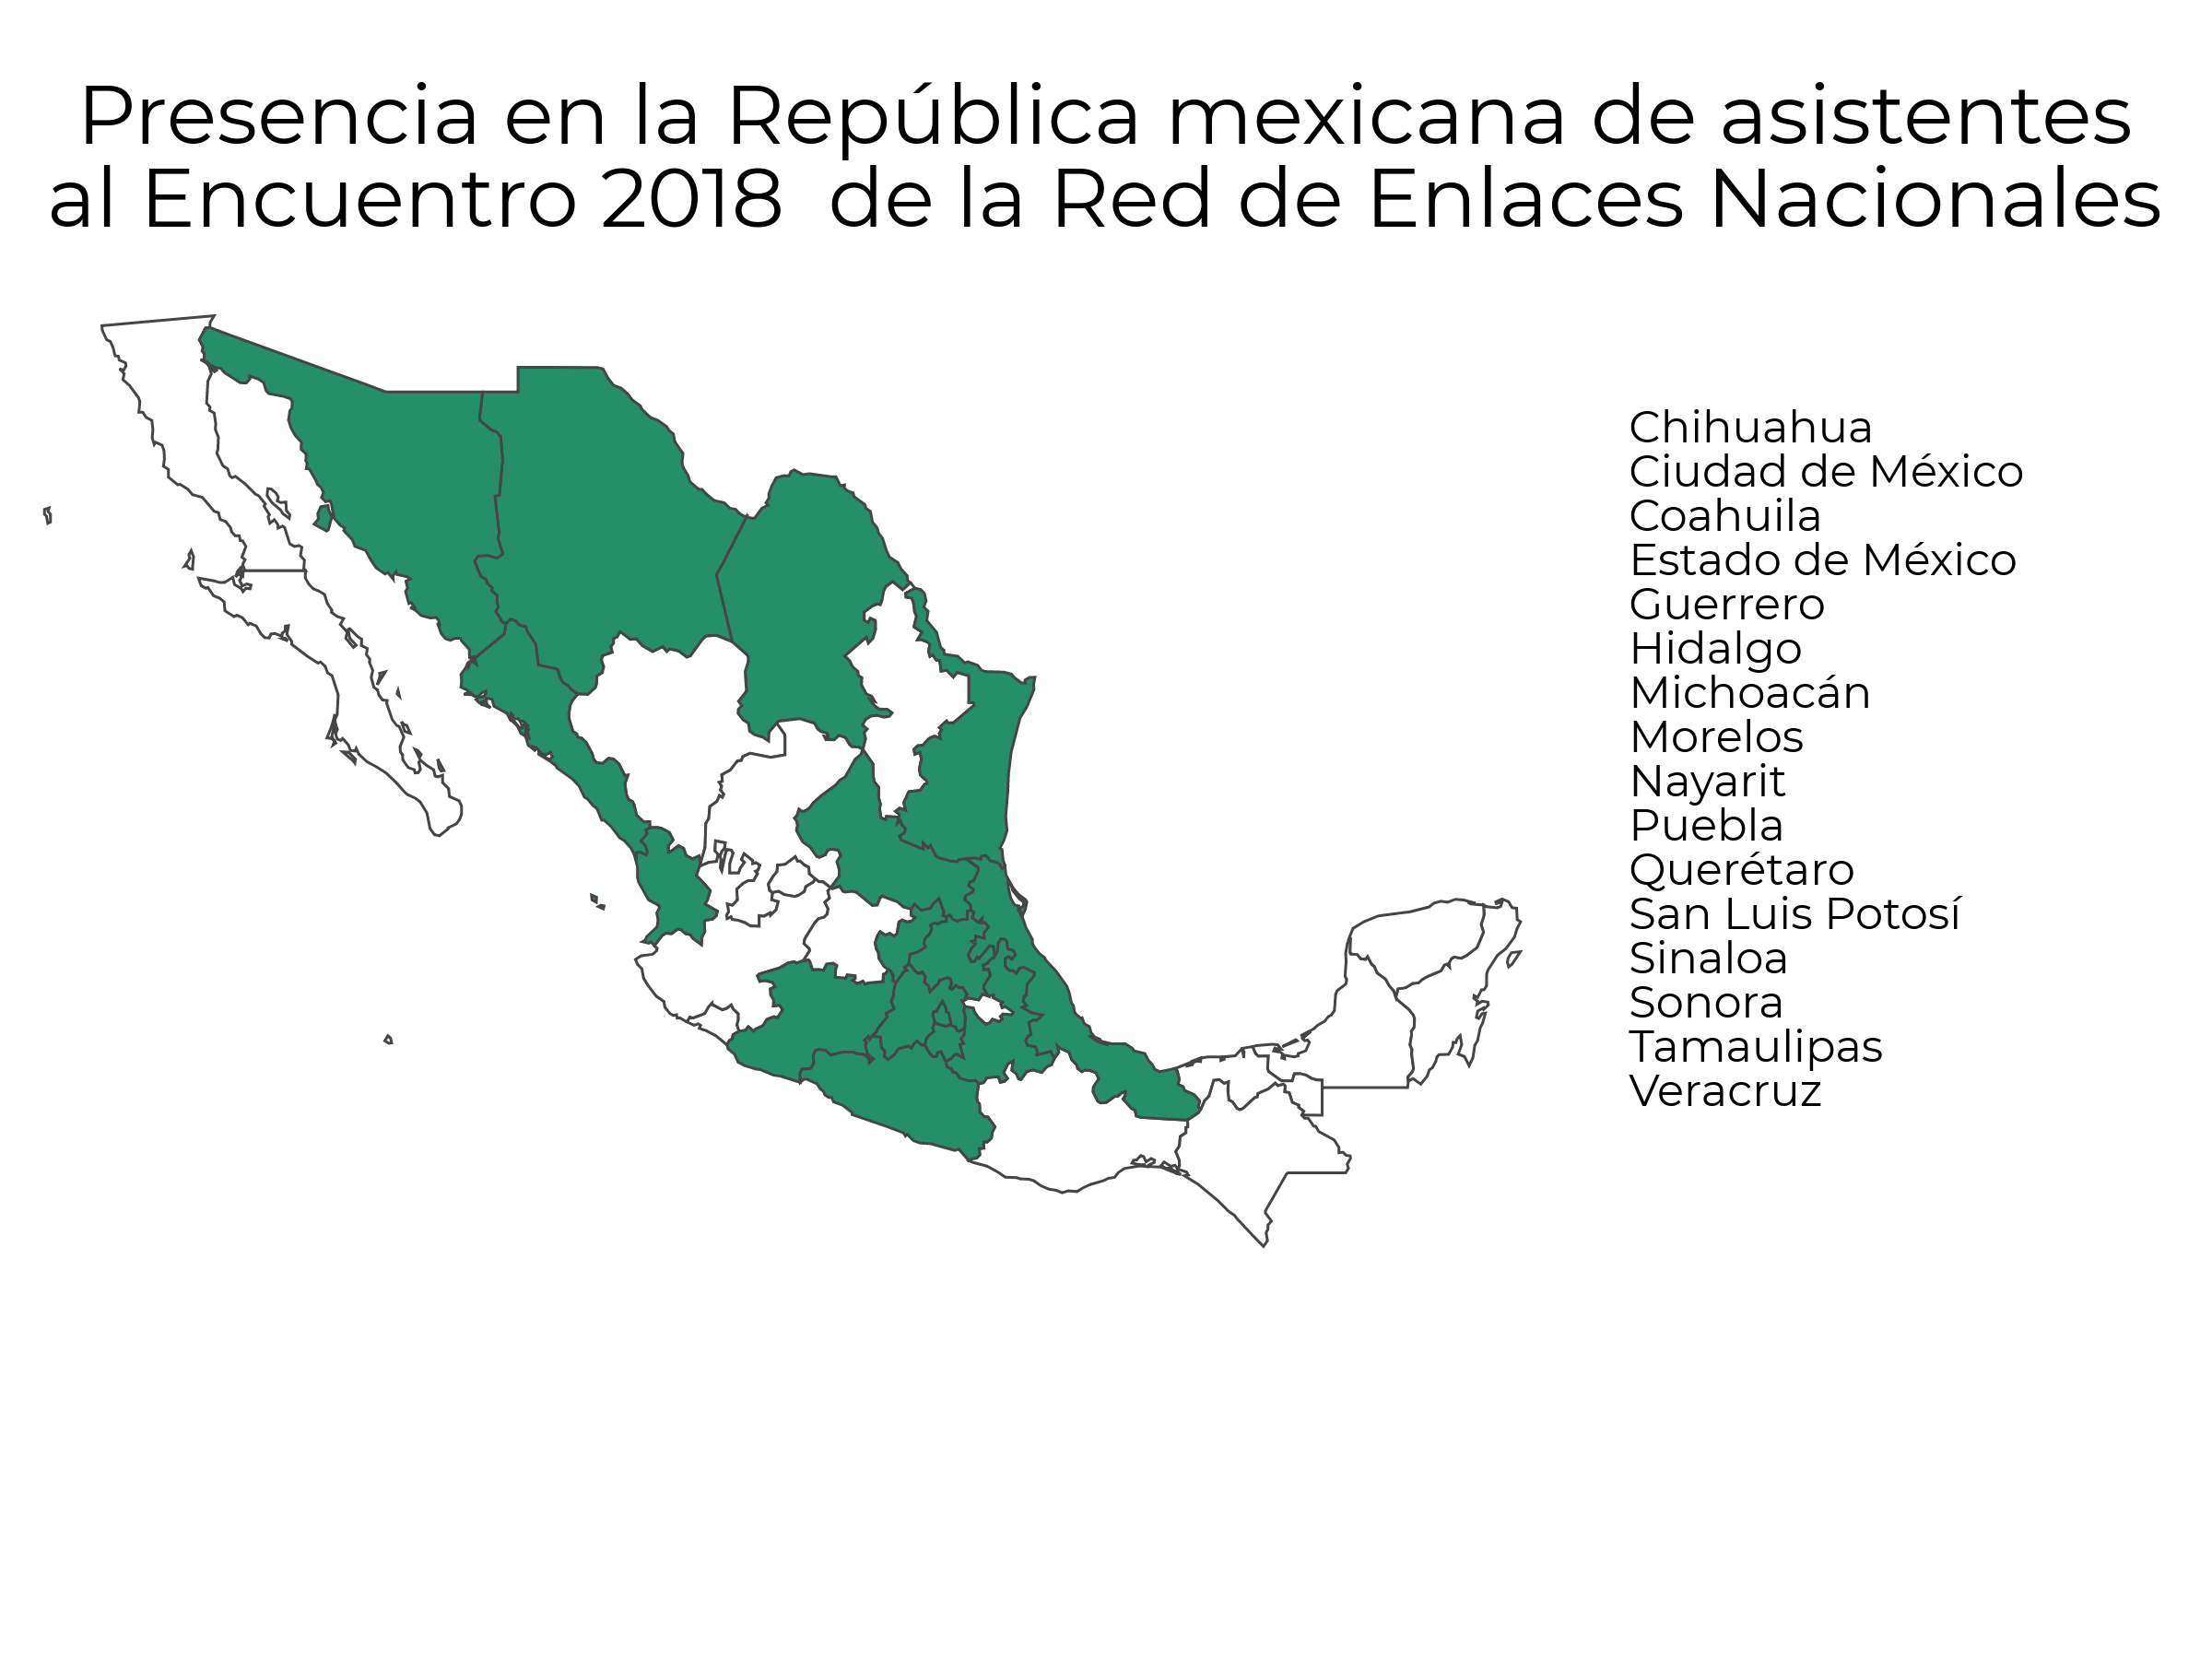 Presencia en la República mexicana de asistentes
al Encuentro 2018 de la Red de Enlaces Nacionales
Chihuahua
Ciudad de México
Coahuila
Estado de México
Guerrero
Hidalgo
Michoacán
Morelos
Nayarit
Puebla
Querétaro
San Luis Potosí
Sinaloa
Sonora
Tamaulipas
Veracruz